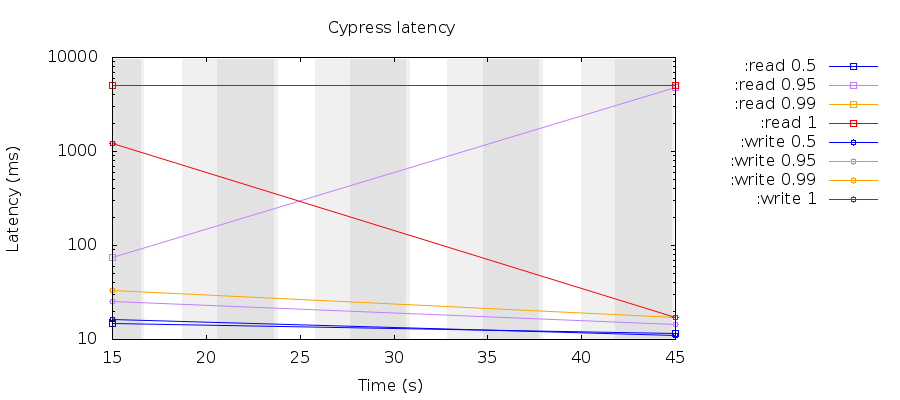 Cypress latency
Latency (ms)
10000
1000
100
10
15 20 25 30 35 40 45
Time (s)
:read 0.5
:read 0.95
:read 0.99
:read 1
:write 0.5
:write 0.95
:write 0.99
:write 1